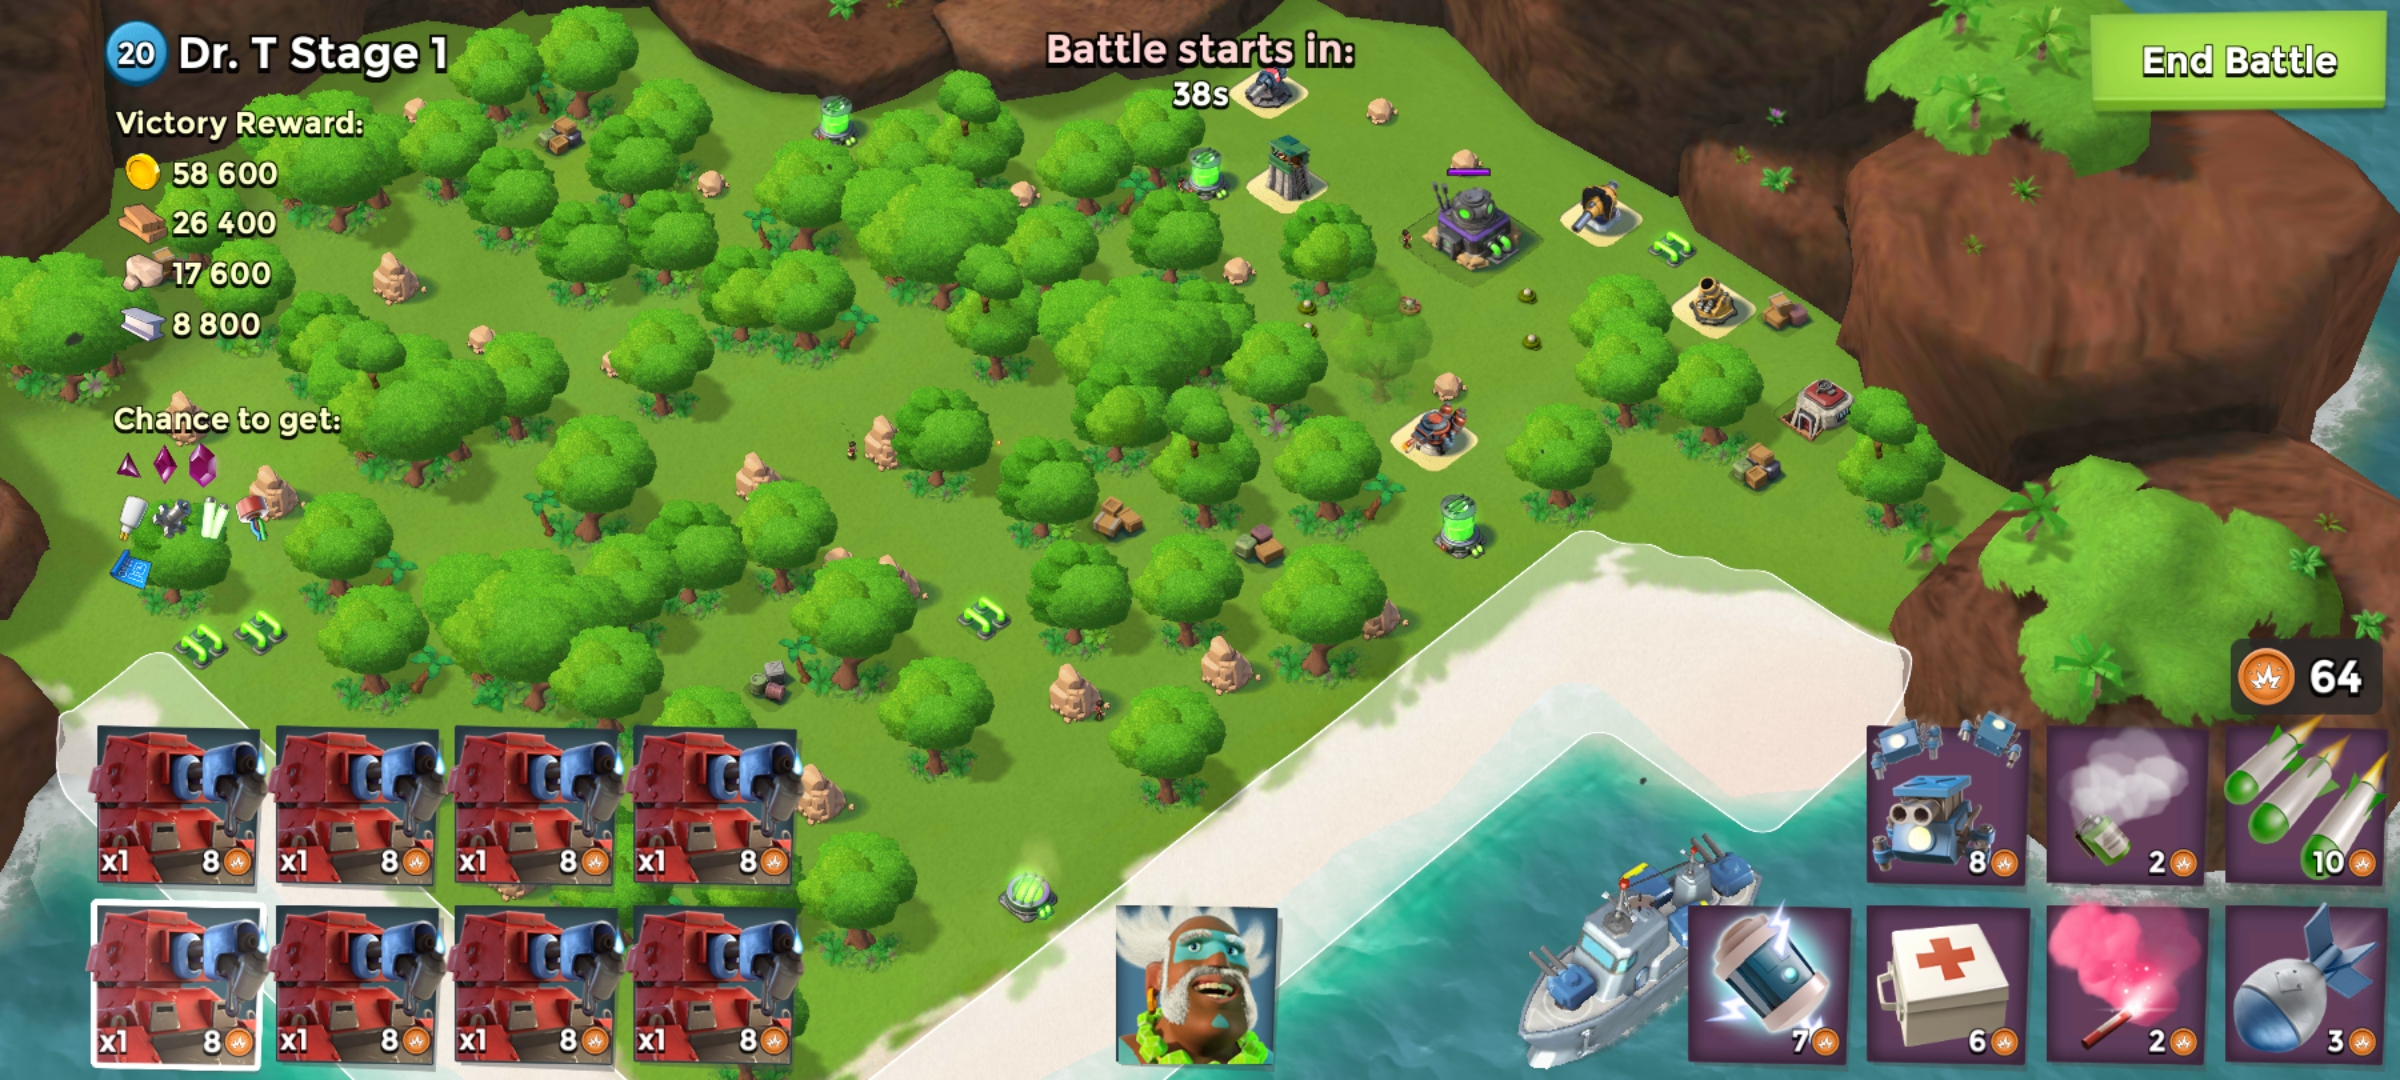 20 Dr. T Stage 1
Battle starts in:
38s
End Battle
Victory Reward:
58 600
26 400
17 600
8 800
Chance to get:
64
x1 8
x1 8
x1 8
x1 8
8
2
10
x1 8
x1 8
x1 8
x1 8
7
6
2
3